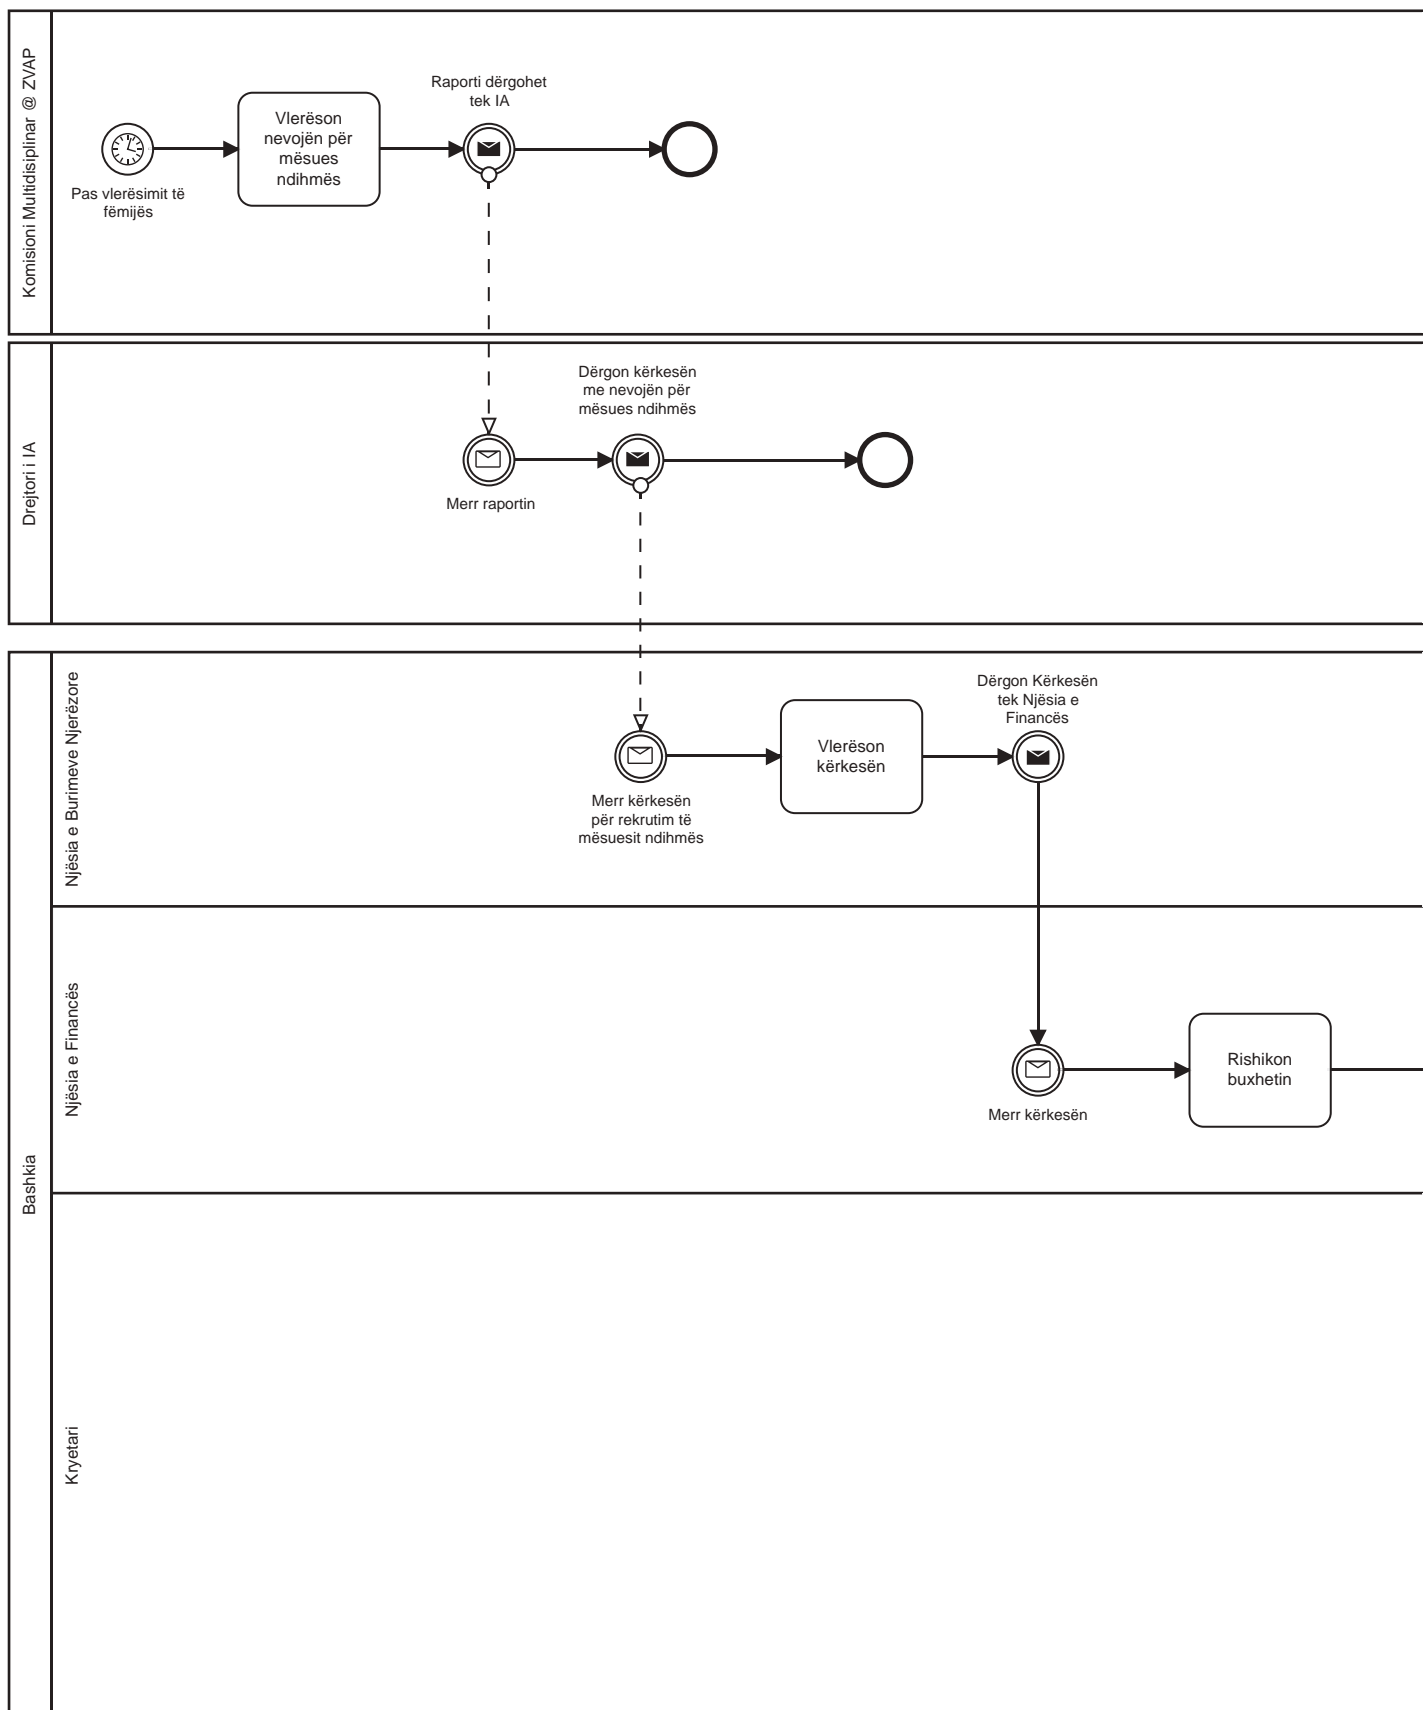 Komisioni Multidisiplinar @ ZVAP
Pas vlerësimit të
fëmijës
Vlerëson
nevojën për
mësues
ndihmës
Raporti dërgohet
tek IA
Drejtori i IA
Merr raportin
Dërgon kërkesën
me nevojën për
mësues ndihmës
Bashkia
Njësia e Burimeve Njerëzore
Merr kërkesën
për rekrutim të
mësuesit ndihmës
Vlerëson
kërkesën
Dërgon Kërkesën
tek Njësia e
Financës
Njësia e Financës
Merr kërkesën
Rishikon
buxhetin
Kryetari